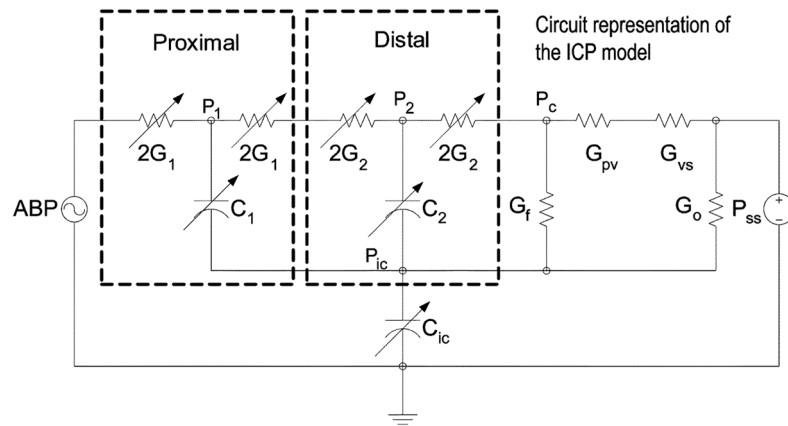 Proximal
Distal
Circuit representation of
the ICP model
P1
P2
Pc
2G1
2G1
2G2
2G2
Gpv
Gvs
ABP
C1
C2
Gf
Go
Pss
+
−
Pic
Cic